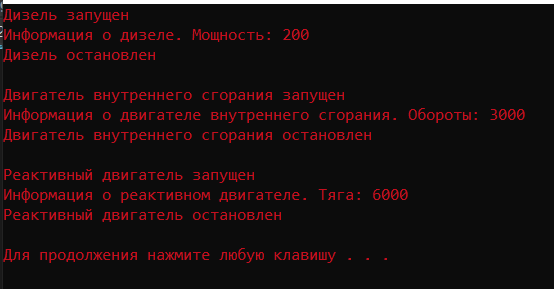 Дизель запущен
Информация о дизеле. Мощность: 200
Дизель остановлен
Двигатель внутреннего сгорания запущен
Информация о двигателе внутреннего сгорания. Обороты: 3000
Двигатель внутреннего сгорания остановлен
Реактивный двигатель запущен
Информация о реактивном двигателе. Тяга: 6000
Реактивный двигатель остановлен
Для продолжения нажмите любую клавишу . . .